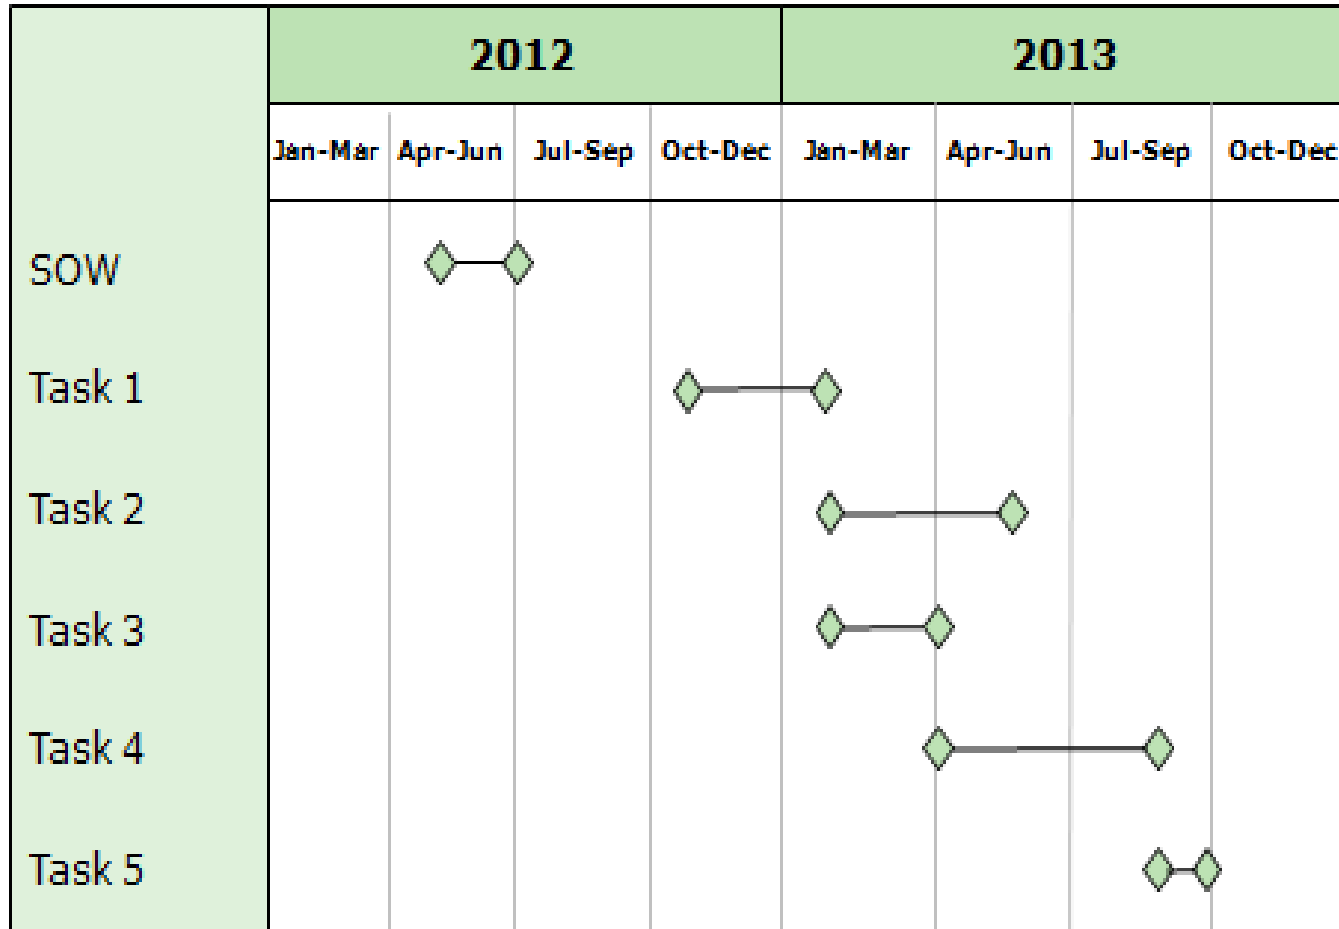 2012 2013
Jan-Mar Apr-Jun Jul-Sep Oct-Dec Jan-Mar Apr-Jun Jul-Sep Oct-Dec
SOW
Task 1
Task 2
Task 3
Task 4
Task 5